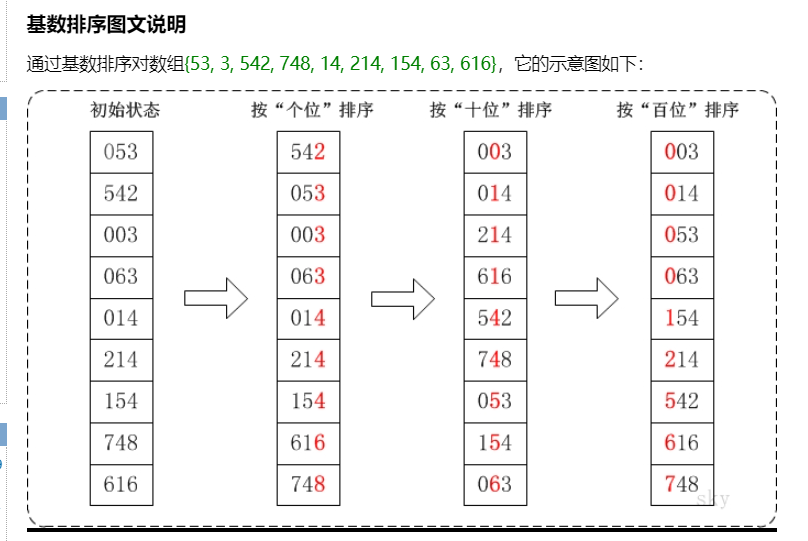 基数排序图文说明
通过基数排序对数组{53, 3, 542, 748, 14, 214, 154, 63, 616}，它的示意图如下：
初始状态 按“个位”排序 按“十位”排序 按“百位”排序
053 542 003 003
542 053 014 014
003 003 214 053
063 063 616 063
014 014 542 154
214 214 748 214
154 154 053 542
748 616 154 616
616 748 063 748
sky